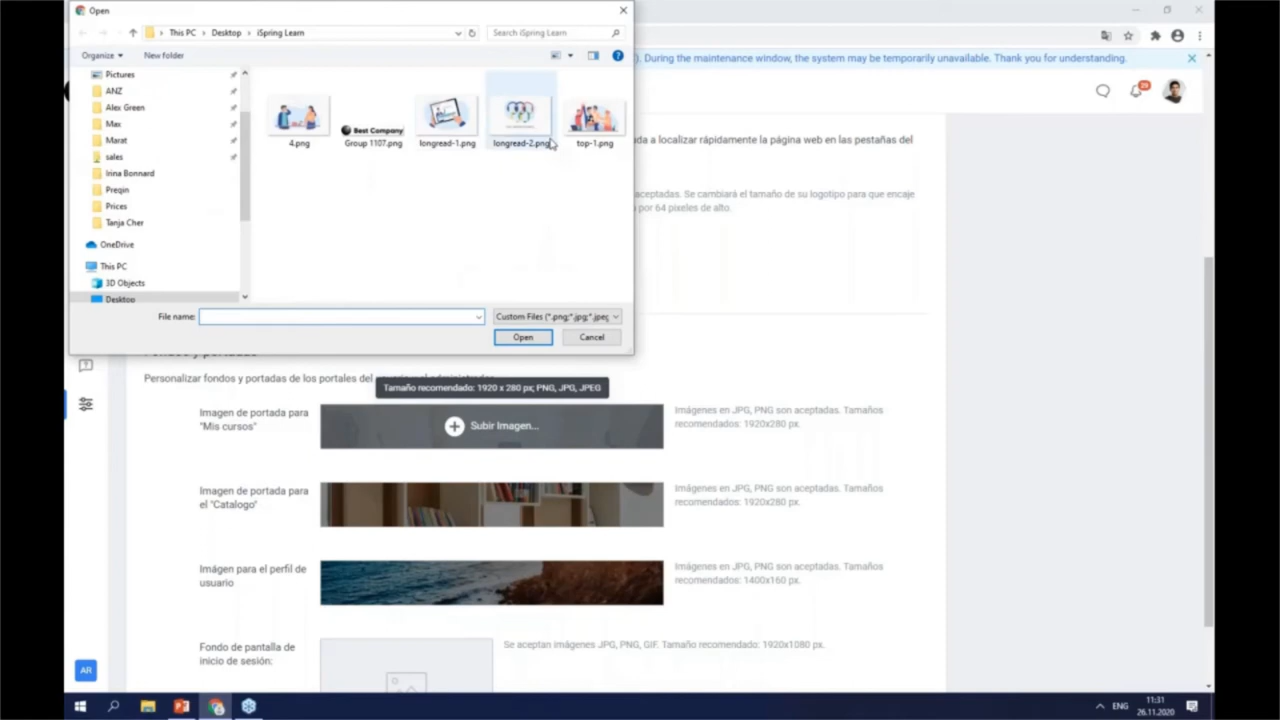 Open
This PC > Desktop > iSpring Learn
Search iSpring Learn
Organize
New folder
Pictures
ANZ
Alex Green
Max
Marat
sales
Irina Bonnard
Preqin
Prices
Tanja Cher
OneDrive
This PC
3D Objects
Desktop
Best Company
4.png
Group 1107.png
longread-1.png
longread-2.png
top-1.png
File name:
Custom Files (*.png;*.jpg;*.jpeg
Open
Cancel
). During the maintenance window, the system may be temporarily unavailable. Thank you for understanding.
da a localizar rápidamente la página web en las pestañas del
aceptadas. Se cambiará el tamaño de su logotipo para que encaje
por 64 pixeles de alto.
Personalizar fondos y portadas de los portales del
Tamaño recomendado: 1920 x 280 px; PNG, JPG, JPEG
Imagen de portada para
"Mis cursos"
Subir Imagen...
Imágenes en JPG, PNG son aceptadas. Tamaños
recomendados: 1920x280 px.
Imagen de portada para
el "Catalogo"
Imágenes en JPG, PNG son aceptadas. Tamaños
recomendados: 1920x280 px.
Imágen para el perfil de
usuario
Imágenes en JPG, PNG son aceptadas. Tamaños
recomendados: 1400x160 px.
Fondo de pantalla de
inicio de sesión:
Se aceptan imágenes JPG, PNG, GIF. Tamaño recomendado: 1920x1080 px.
AR
ENG
11:31
26.11.2020